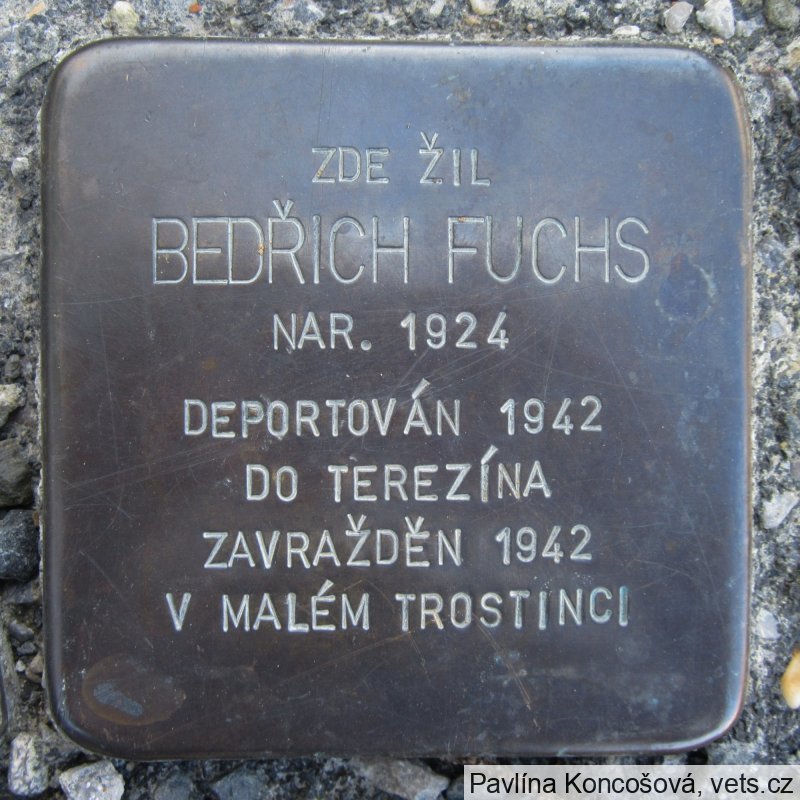 ZDE ŽIL
BEDŘICH FUCHS
NAR. 1924
DEPORTOVÁN 1942
DO TEREZÍNA
ZAVRAŽDĚN 1942
V MALÉM TROSTINCI
Pavlína Koncošová, vets.cz